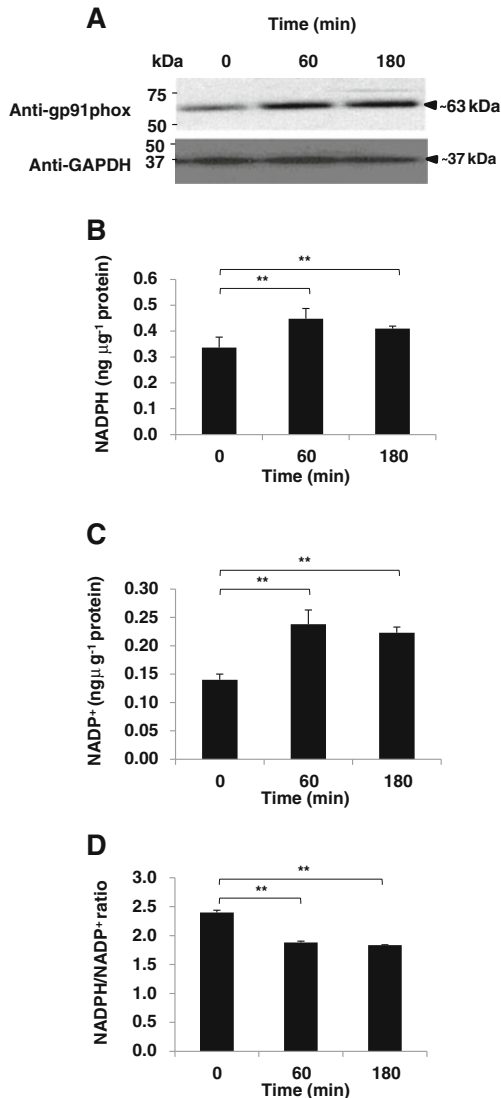 A
Time (min)
kDa 0 60 180
Anti-gp91phox
75
50
~63 kDa
Anti-GAPDH
50
37
~37 kDa
B
**
**
NADPH (ng µg⁻¹ protein)
0.6
0.5
0.4
0.3
0.2
0.1
0.0
0 60 180
Time (min)
C
**
**
NADP⁺ (ngµ g⁻¹ protein)
0.30
0.25
0.20
0.15
0.10
0.05
0.00
0 60 180
Time (min)
D
**
**
NADPH/NADP⁺ ratio
3.0
2.5
2.0
1.5
1.0
0.5
0.0
0 60 180
Time (min)